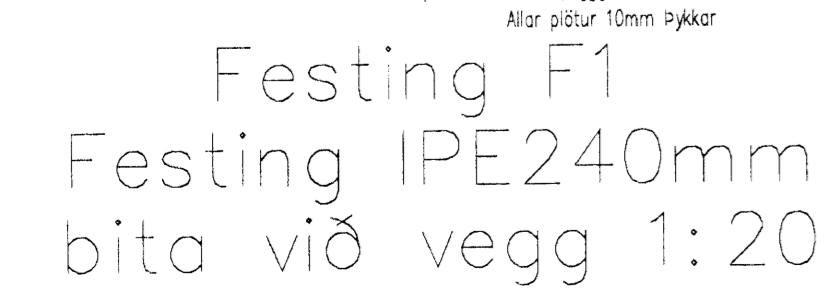 Allar plötur 10mm Þykkar
Festing F1
Festing IPE240mm
bita við vegg 1:20